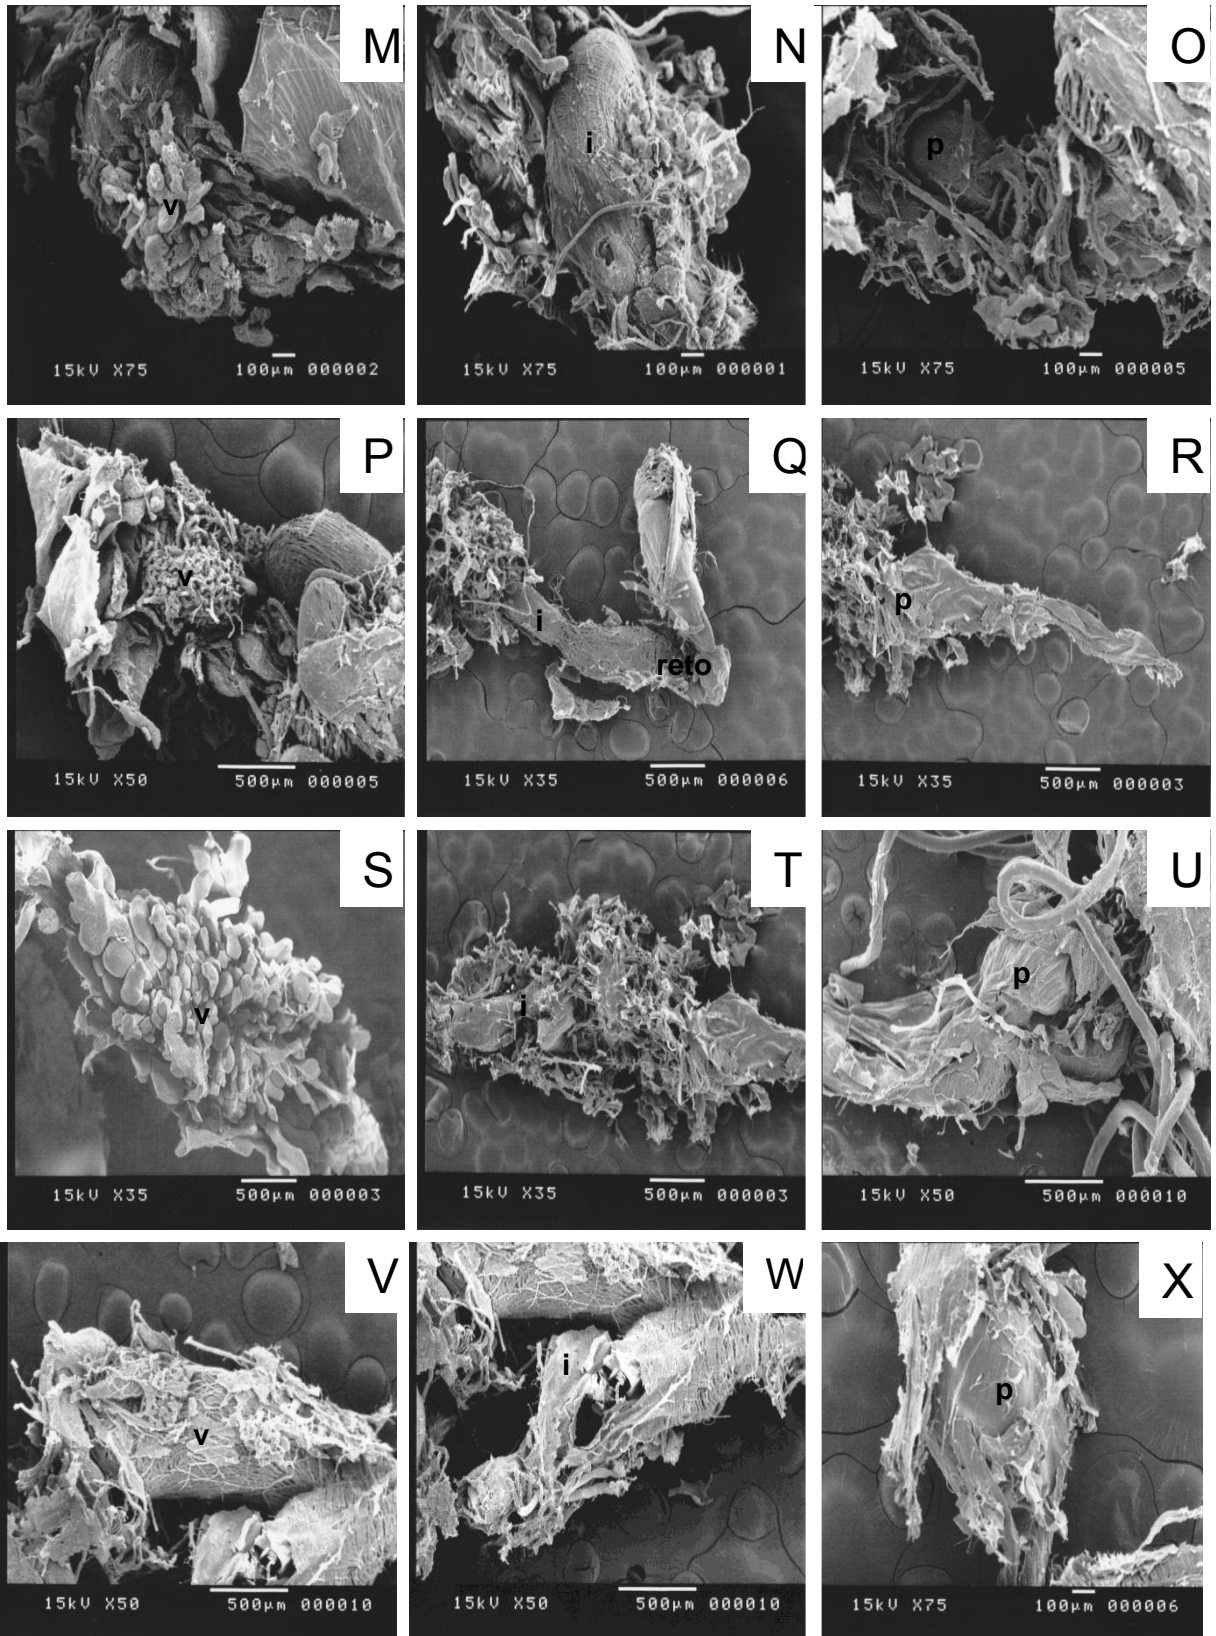 M N O
v i p
15kV X75 100μm 000002 15kV X75 100μm 000001 15kV X75 100μm 000005
P Q R
v i reto p
15kV X50 500μm 000005 15kV X35 500μm 000006 15kV X35 500μm 000003
S T U
v i p
15kV X35 500μm 000003 15kV X35 500μm 000003 15kV X50 500μm 000010
V W X
v i p
15kV X50 500μm 000010 15kV X50 500μm 000010 15kV X75 100μm 000006